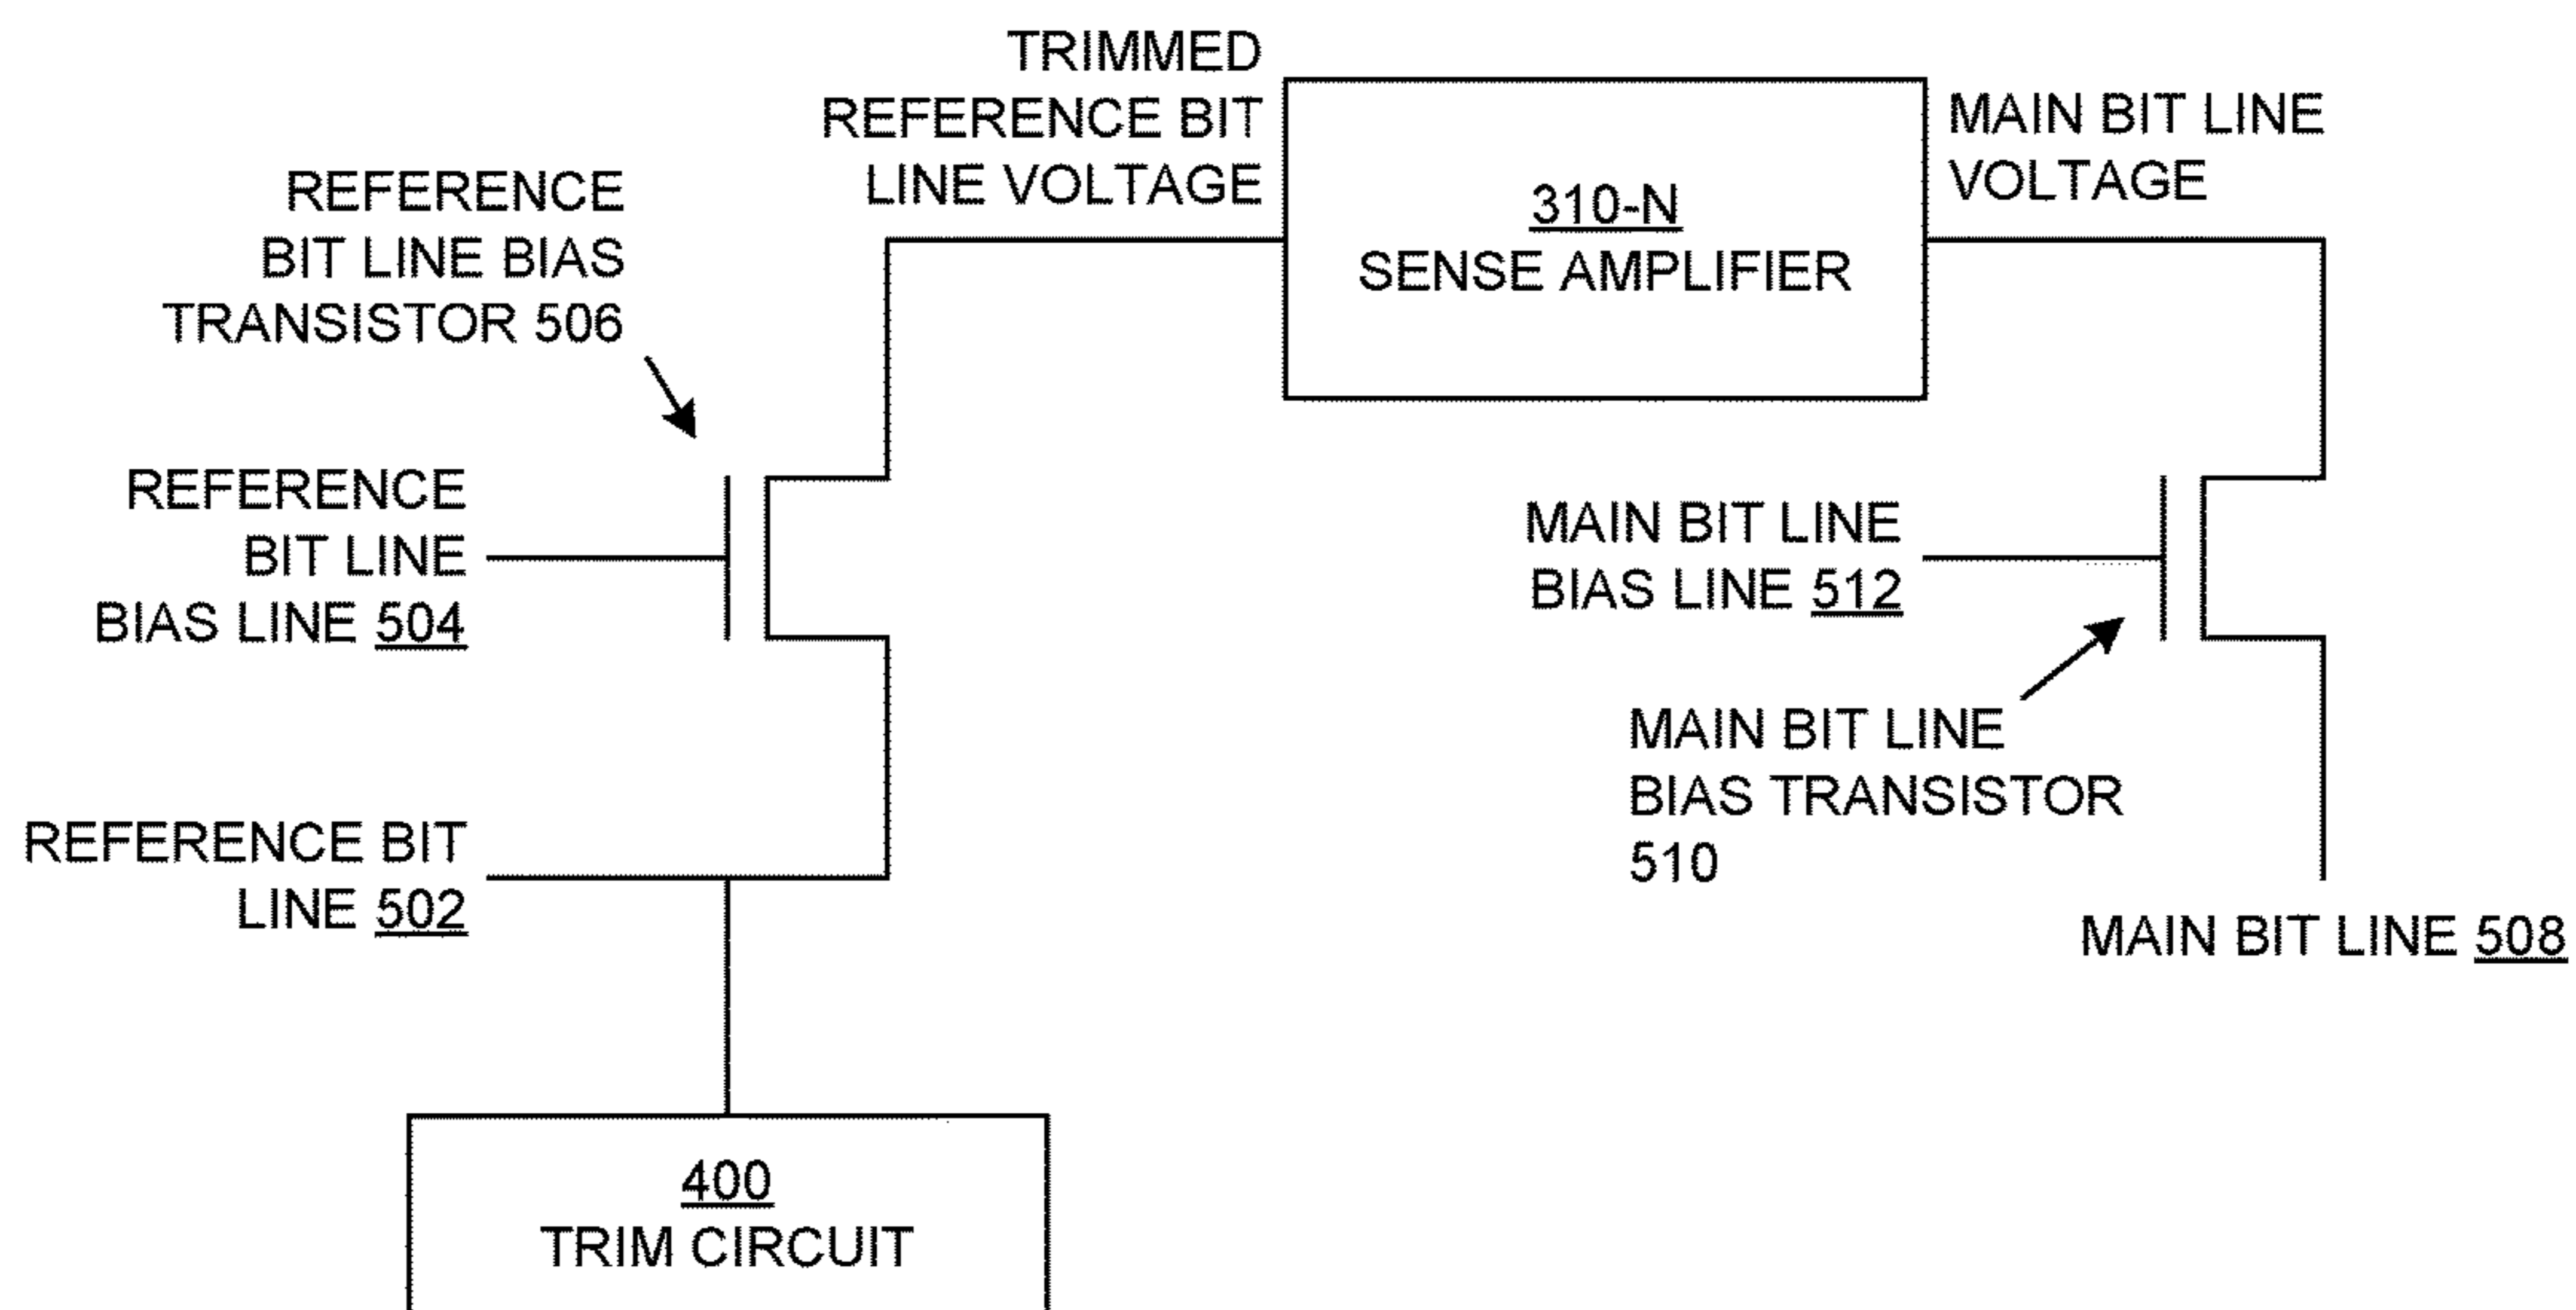 TRIMMED
REFERENCE BIT
LINE VOLTAGE
310-N
SENSE AMPLIFIER
MAIN BIT LINE
VOLTAGE
REFERENCE
BIT LINE BIAS
TRANSISTOR 506
REFERENCE
BIT LINE
BIAS LINE 504
MAIN BIT LINE
BIAS LINE 512
MAIN BIT LINE
BIAS TRANSISTOR
510
REFERENCE BIT
LINE 502
MAIN BIT LINE 508
400
TRIM CIRCUIT